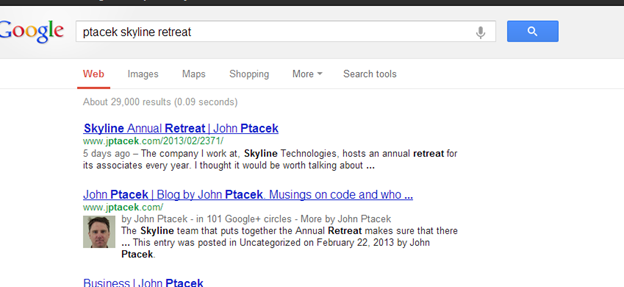 Google
ptacek skyline retreat
Web Images Maps Shopping More Search tools
About 29,000 results (0.09 seconds)
Skyline Annual Retreat | John Ptacek
www.jptacek.com/2013/02/2371/
5 days ago – The company I work at, Skyline Technologies, hosts an annual retreat for
its associates every year. I thought it would be worth talking about ...
John Ptacek | Blog by John Ptacek. Musings on code and who ...
www.jptacek.com/
by John Ptacek - in 101 Google+ circles - More by John Ptacek
The Skyline team that puts together the Annual Retreat makes sure that there
... This entry was posted in Uncategorized on February 22, 2013 by John
Ptacek.
Business | John Ptacek